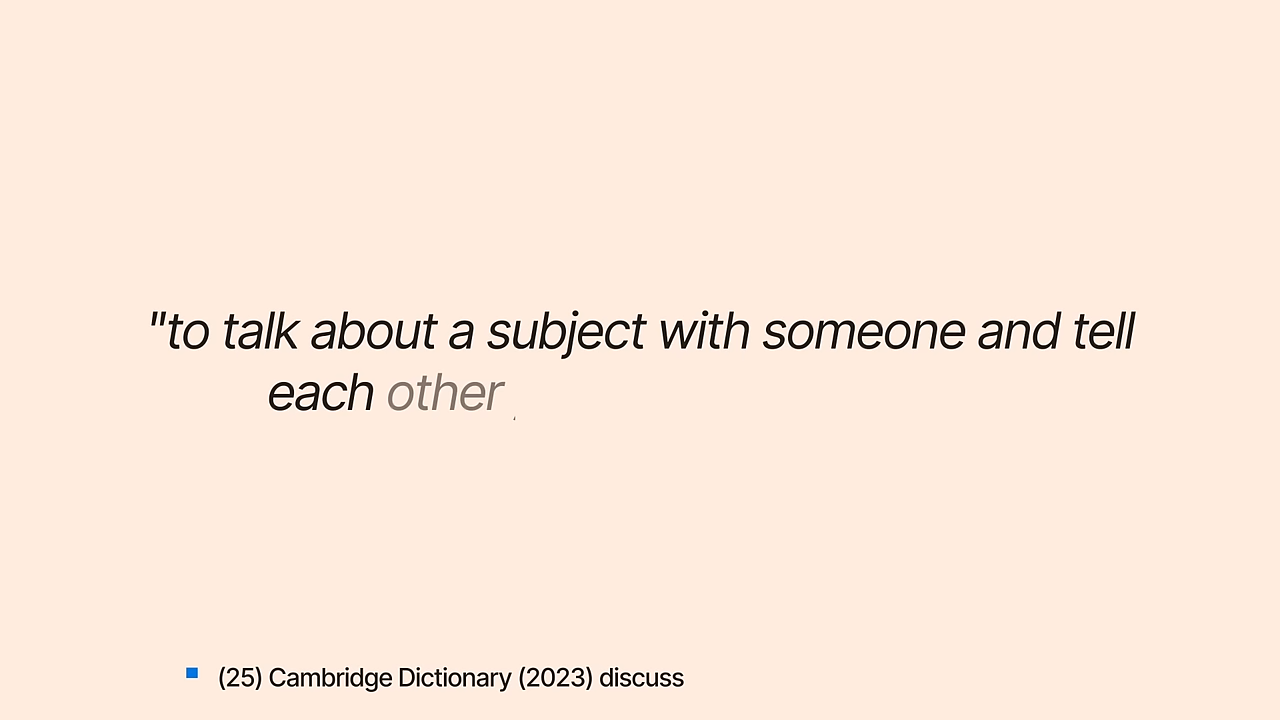 "to talk about a subject with someone and tell
each other
(25) Cambridge Dictionary (2023) discuss